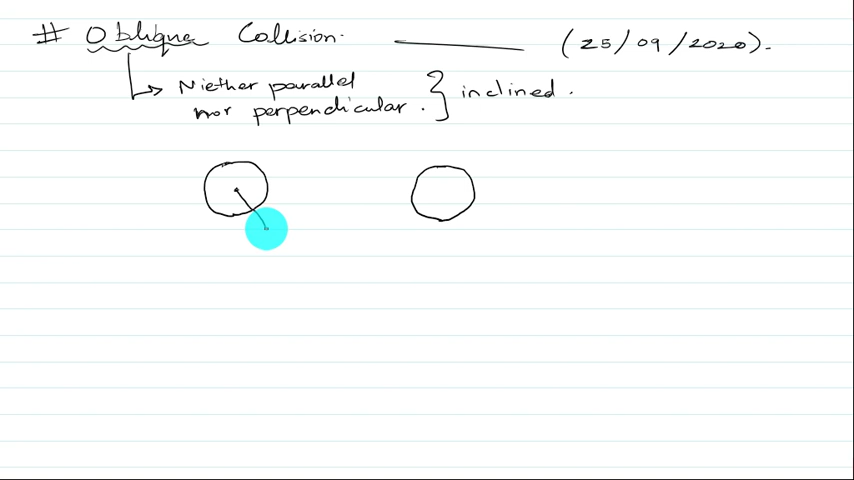 # Oblique Collision. (25/09/2020).
Niether parallel
nor perpendicular. } inclined.